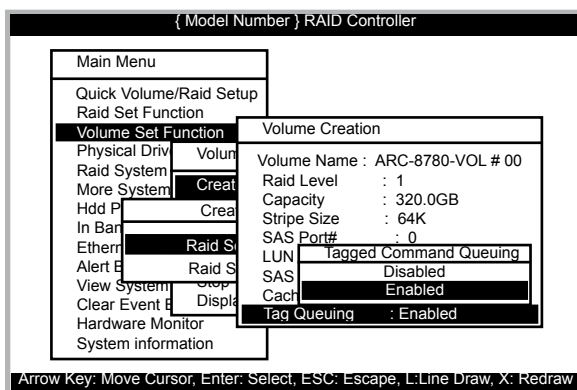 { Model Number } RAID Controller
Main Menu
Quick Volume/Raid Setup
Raid Set Function
Volume Set Function
Physical Driv
Raid System
More System
Hdd P
In Ban
Ethern
Alert B
View System
Clear Event B
Hardware Monitor
System information
Volum
Creat
Stop
Displa
Crea
Raid Se
Raid S
Volume Creation
Volume Name : ARC-8780-VOL # 00
Raid Level : 1
Capacity : 320.0GB
Stripe Size : 64K
SAS Port# : 0
LUN
SAS
Cach
Tag Queuing : Enabled
Tagged Command Queuing
Disabled
Enabled
Arrow Key: Move Cursor, Enter: Select, ESC: Escape, L:Line Draw, X: Redraw